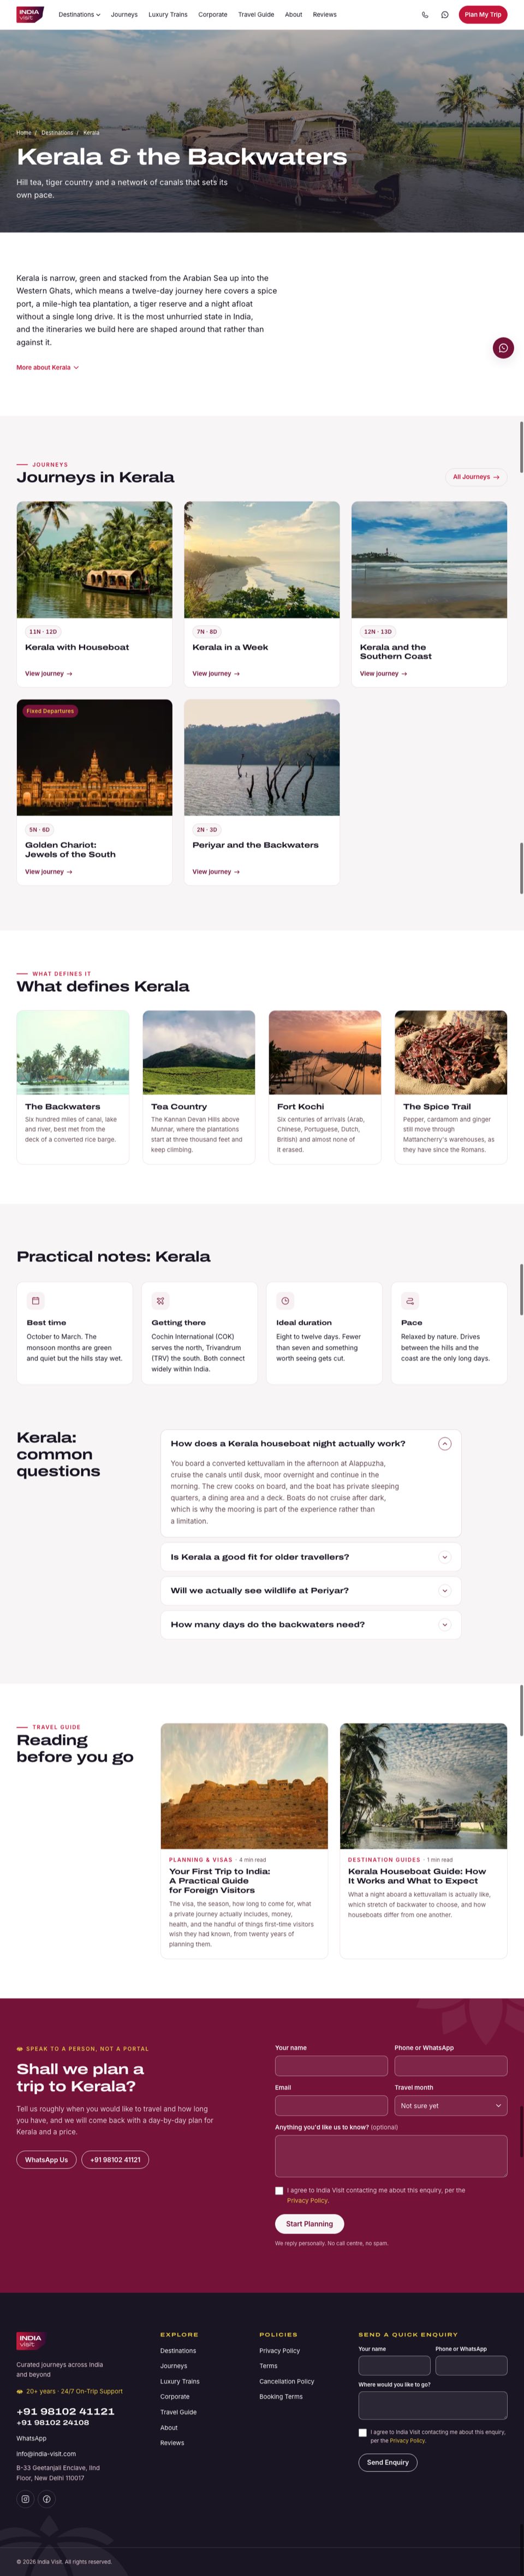 INDIA
visit
Destinations
Journeys
Luxury Trains
Corporate
Travel Guide
About
Reviews
Plan My Trip
Home / Destinations / Kerala
Kerala & the Backwaters
Hill tea, tiger country and a network of canals that sets its
own pace.
Kerala is narrow, green and stacked from the Arabian Sea up into the
Western Ghats, which means a twelve-day journey here covers a spice
port, a mile-high tea plantation, a tiger reserve and a night afloat
without a single long drive. It is the most unhurried state in India,
and the itineraries we build here are shaped around that rather than
against it.
More about Kerala
JOURNEYS
Journeys in Kerala
All Journeys →
11N · 12D
Kerala with Houseboat
View journey →
7N · 8D
Kerala in a Week
View journey →
12N · 13D
Kerala and the
Southern Coast
View journey →
Fixed Departures
5N · 6D
Golden Chariot:
Jewels of the South
View journey →
2N · 3D
Periyar and the Backwaters
View journey →
WHAT DEFINES IT
What defines Kerala
The Backwaters
Six hundred miles of canal, lake
and river, best met from the
deck of a converted rice barge.
Tea Country
The Kannan Devan Hills above
Munnar, where the plantations
start at three thousand feet and
keep climbing.
Fort Kochi
Six centuries of arrivals (Arab,
Chinese, Portuguese, Dutch,
British) and almost none of
it erased.
The Spice Trail
Pepper, cardamom and ginger
still move through
Mattancherry's warehouses, as
they have since the Romans.
Practical notes: Kerala
Best time
October to March. The
monsoon months are green
and quiet but the hills stay wet.
Getting there
Cochin International (COK)
serves the north, Trivandrum
(TRV) the south. Both connect
widely within India.
Ideal duration
Eight to twelve days. Fewer
than seven and something
worth seeing gets cut.
Pace
Relaxed by nature. Drives
between the hills and the
coast are the only long days.
Kerala:
common
questions
How does a Kerala houseboat night actually work?
You board a converted kettuvallam in the afternoon at Alappuzha,
cruise the canals until dusk, moor overnight and continue in the
morning. The crew cooks on board, and the boat has private sleeping
quarters, a dining area and a deck. Boats do not cruise after dark,
which is why the mooring is part of the experience rather than
a limitation.
Is Kerala a good fit for older travellers?
Will we actually see wildlife at Periyar?
How many days do the backwaters need?
TRAVEL GUIDE
Reading
before you go
PLANNING & VISAS · 4 min read
Your First Trip to India:
A Practical Guide
for Foreign Visitors
The visa, the season, how long to come for, what
a private journey actually includes, money,
health, and the handful of things first-time visitors
wish they had known, from twenty years of
planning them.
DESTINATION GUIDES · 1 min read
Kerala Houseboat Guide: How
It Works and What to Expect
What a night aboard a kettuvallam is actually like,
which stretch of backwater to choose, and how
houseboats differ from one another.
SPEAK TO A PERSON, NOT A PORTAL
Shall we plan a
trip to Kerala?
Tell us roughly when you would like to travel and how long
you have, and we will come back with a day-by-day plan for
Kerala and a price.
WhatsApp Us
+91 98102 41121
Your name
Phone or WhatsApp
Email
Travel month
Not sure yet
Anything you'd like us to know? (optional)
I agree to India Visit contacting me about this enquiry, per the
Privacy Policy.
Start Planning
We reply personally. No call centre, no spam.
INDIA
visit
Curated journeys across India
and beyond
20+ years · 24/7 On-Trip Support
+91 98102 41121
+91 98102 24108
WhatsApp
info@india-visit.com
B-33 Geetanjali Enclave, IInd
Floor, New Delhi 110017
EXPLORE
Destinations
Journeys
Luxury Trains
Corporate
Travel Guide
About
Reviews
POLICIES
Privacy Policy
Terms
Cancellation Policy
Booking Terms
SEND A QUICK ENQUIRY
Your name
Phone or WhatsApp
Where would you like to go?
I agree to India Visit contacting me about this enquiry,
per the Privacy Policy.
Send Enquiry
© 2026 India Visit. All rights reserved.